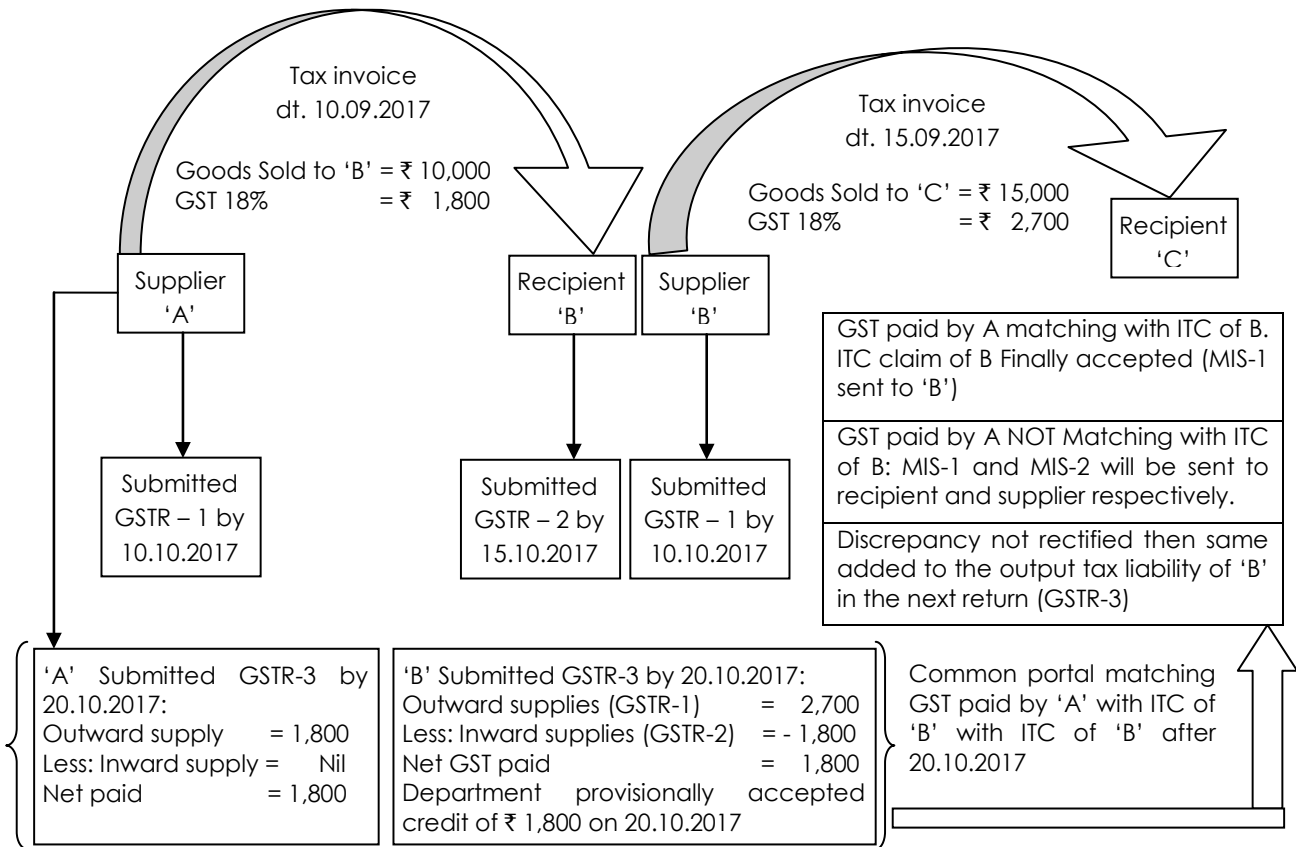 Tax invoice
dt. 10.09.2017
Goods Sold to ‘B’ = ₹ 10,000
GST 18% = ₹ 1,800
Tax invoice
dt. 15.09.2017
Goods Sold to ‘C’ = ₹ 15,000
GST 18% = ₹ 2,700
Supplier
‘A’
Recipient
‘B’
Supplier
‘B’
Recipient
‘C’
Submitted
GSTR – 1 by
10.10.2017
Submitted
GSTR – 2 by
15.10.2017
Submitted
GSTR – 1 by
10.10.2017
GST paid by A matching with ITC of B.
ITC claim of B Finally accepted (MIS-1
sent to ‘B’)
GST paid by A NOT Matching with ITC
of B: MIS-1 and MIS-2 will be sent to
recipient and supplier respectively.
Discrepancy not rectified then same
added to the output tax liability of ‘B’
in the next return (GSTR-3)
‘A’ Submitted GSTR-3 by
20.10.2017:
Outward supply = 1,800
Less: Inward supply = Nil
Net paid = 1,800
‘B’ Submitted GSTR-3 by 20.10.2017:
Outward supplies (GSTR-1) = 2,700
Less: Inward supplies (GSTR-2) = - 1,800
Net GST paid = 1,800
Department provisionally accepted
credit of ₹ 1,800 on 20.10.2017
Common portal matching
GST paid by ‘A’ with ITC of
‘B’ with ITC of ‘B’ after
20.10.2017